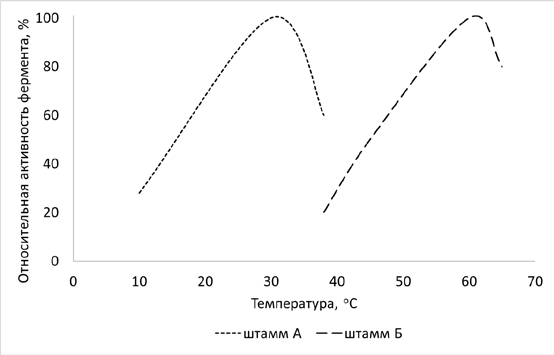 Относительная активность фермента, %
100
80
60
40
20
0
0 10 20 30 40 50 60 70
Температура, °С
штамм А штамм Б